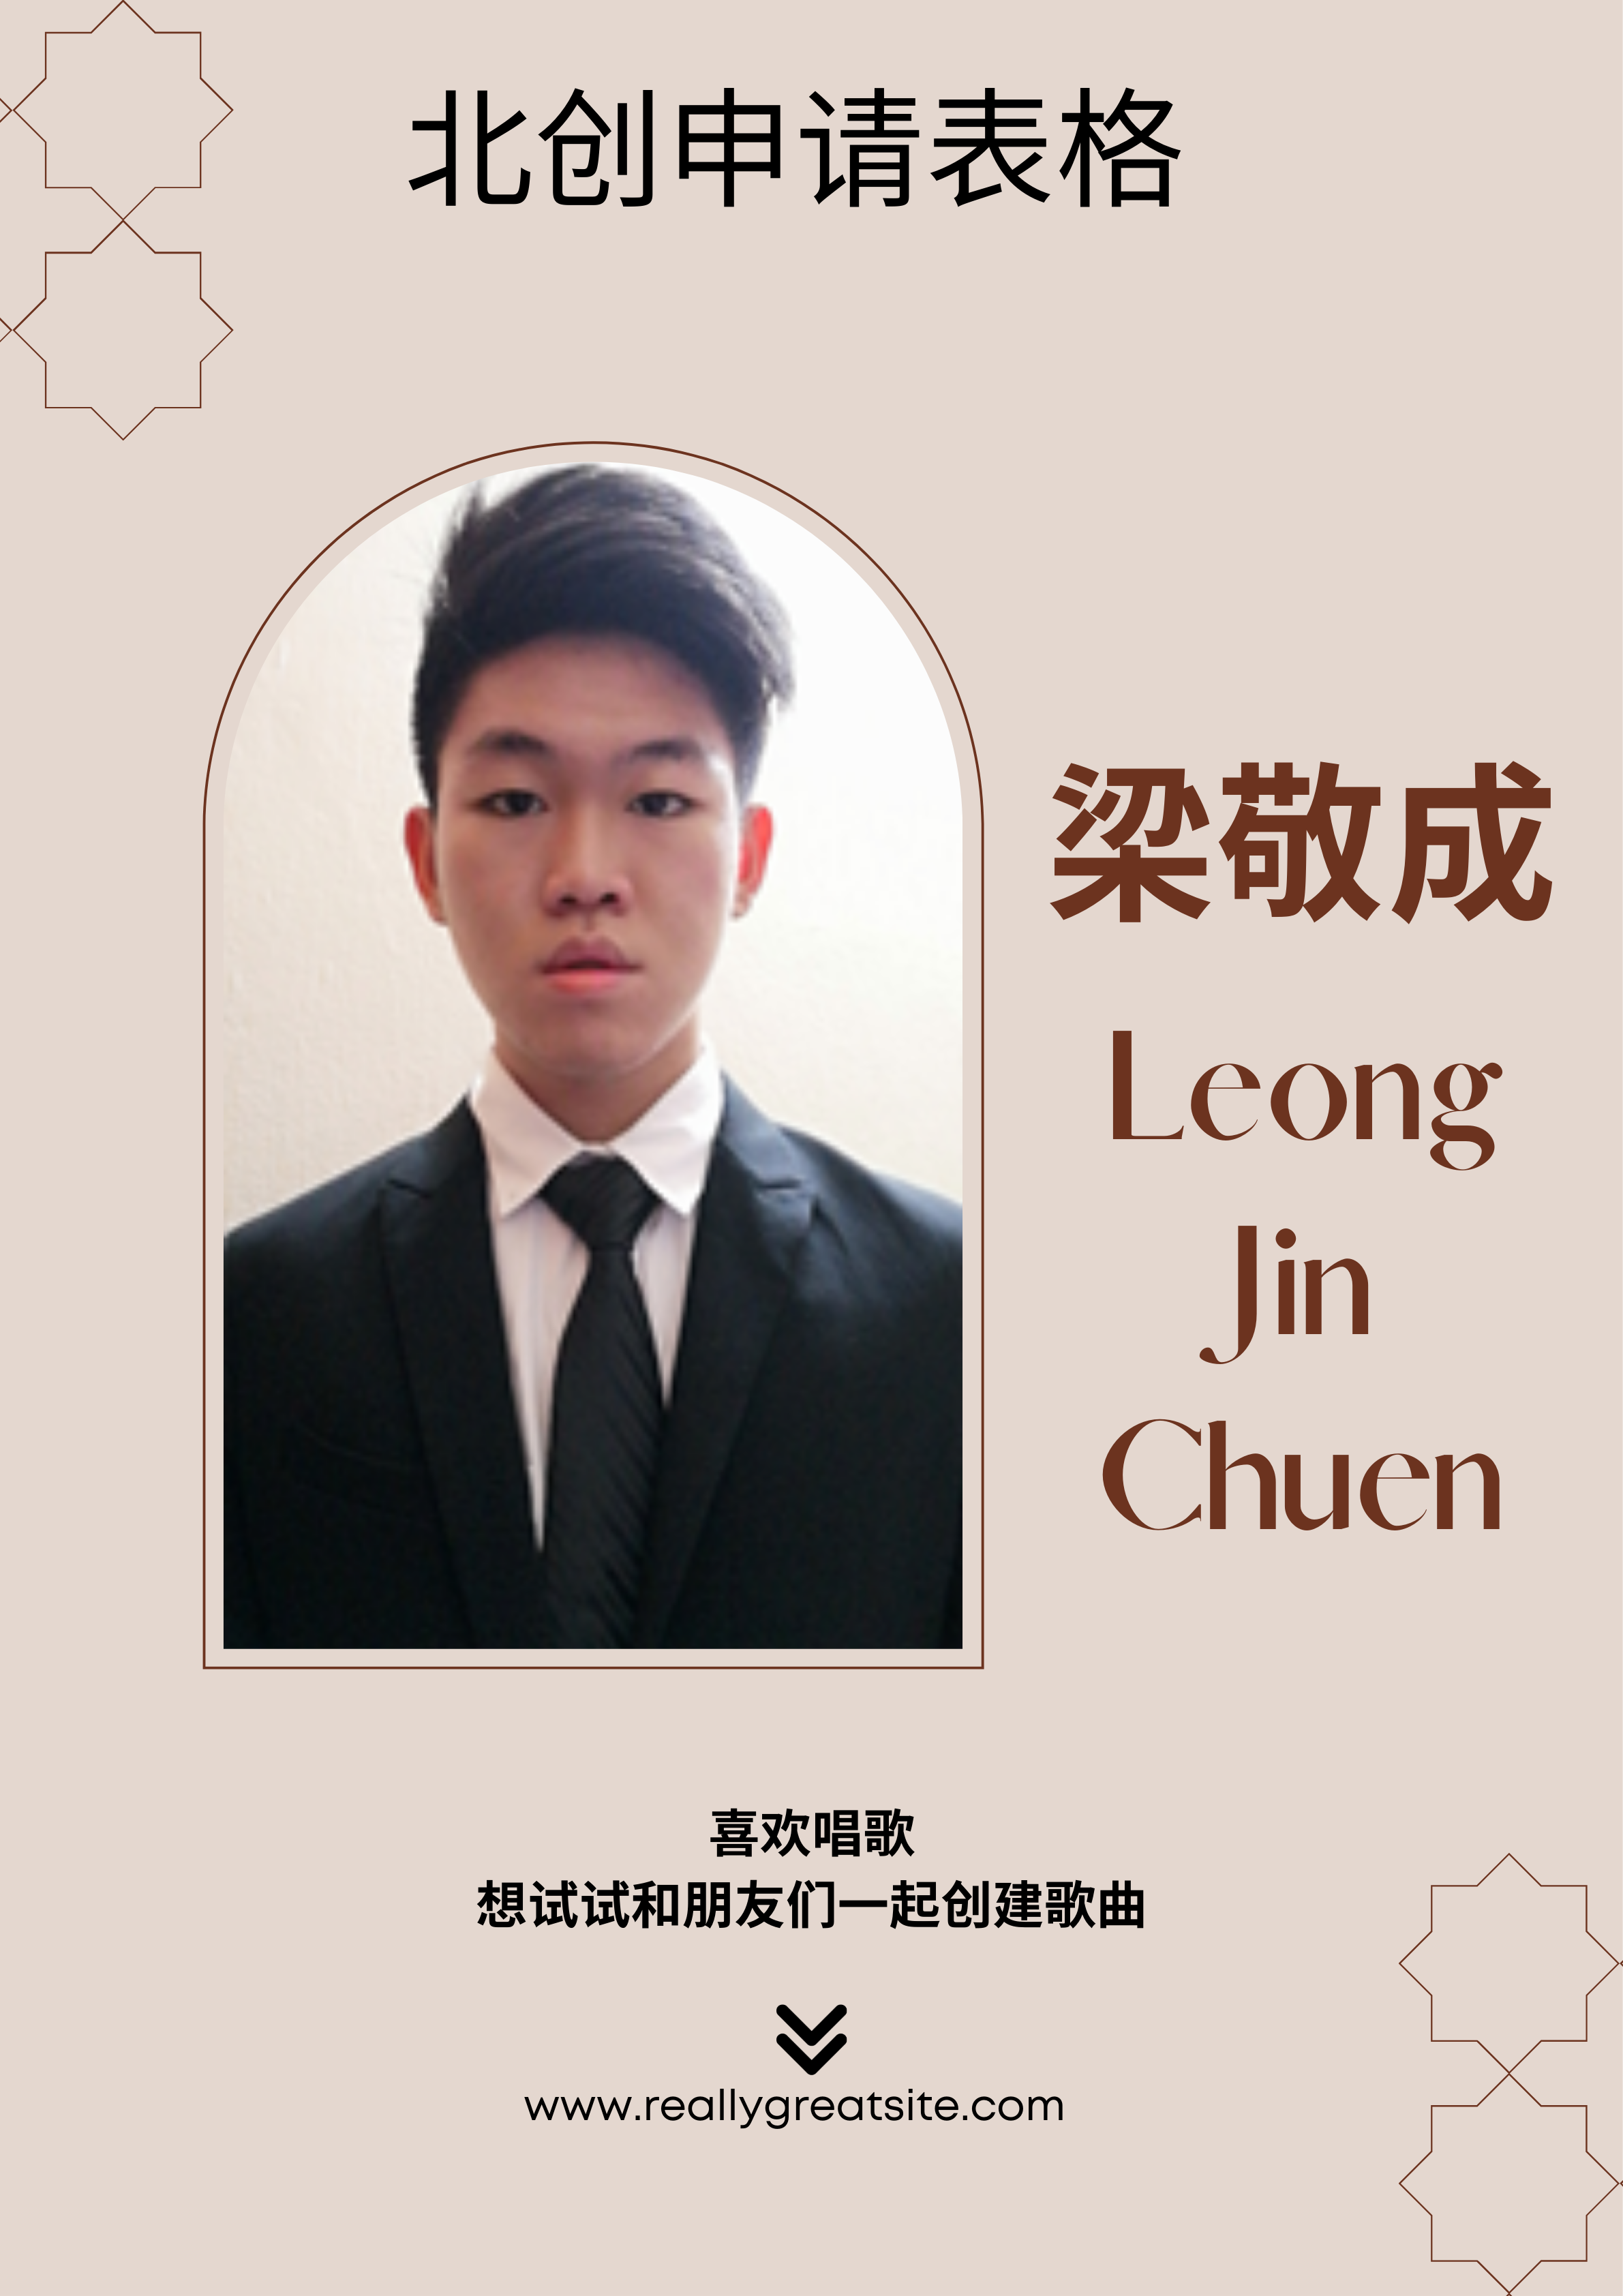 北创申请表格
梁敬成
Leong
Jin
Chuen
喜欢唱歌
想试试和朋友们一起创建歌曲
www.reallygreatsite.com